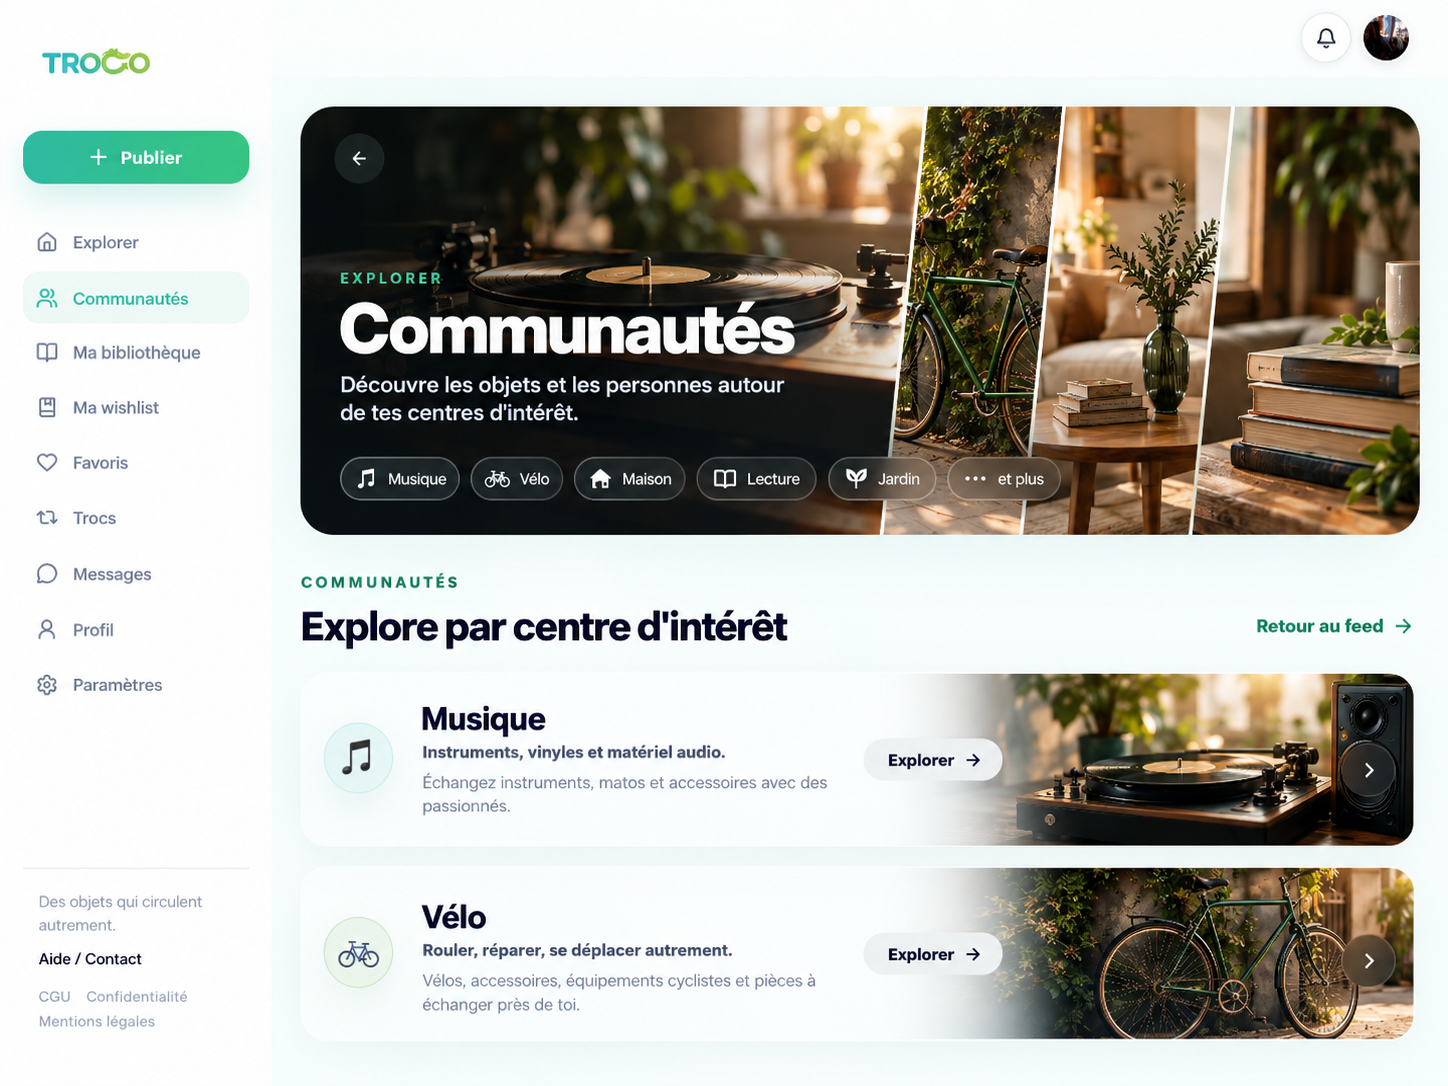 TROCO
Publier
Explorer
Communautés
Ma bibliothèque
Ma wishlist
Favoris
Trocs
Messages
Profil
Paramètres
Des objets qui circulent
autrement.
Aide / Contact
CGU Confidentialité
Mentions légales
EXPLORER
Communautés
Découvre les objets et les personnes autour
de tes centres d'intérêt.
Musique Vélo Maison Lecture Jardin ••• et plus
COMMUNAUTÉS
Explore par centre d'intérêt
Retour au feed →
Musique
Instruments, vinyles et matériel audio.
Échangez instruments, matos et accessoires avec des
passionnés.
Explorer →
Vélo
Rouler, réparer, se déplacer autrement.
Vélos, accessoires, équipements cyclistes et pièces à
échanger près de toi.
Explorer →